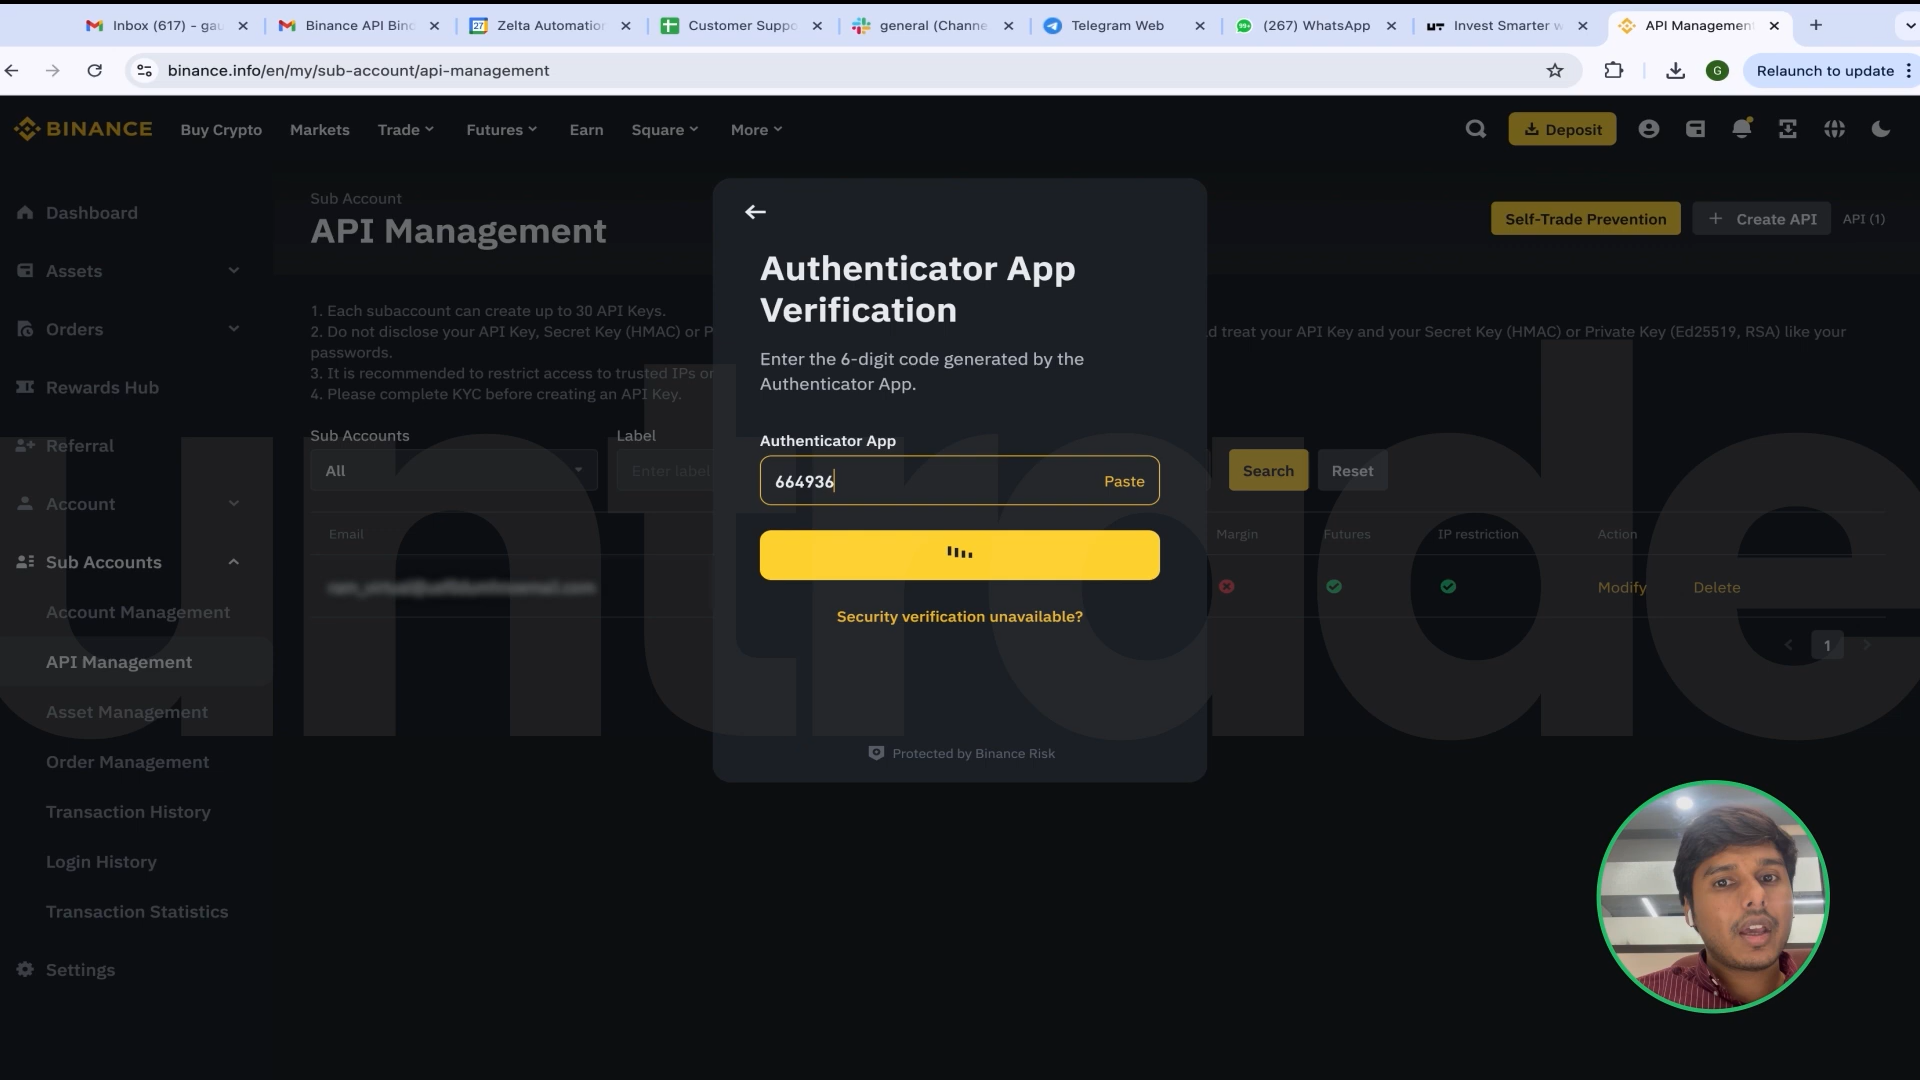 Inbox (617) - gau
Binance API Bind
Zelta Automation
Customer Suppo
general (Channe
Telegram Web
(267) WhatsApp
Invest Smarter w
API Management
binance.info/en/my/sub-account/api-management
G
Relaunch to update
BINANCE
Buy Crypto
Markets
Trade
Futures
Earn
Square
More
Deposit
Dashboard
Assets
Orders
Rewards Hub
Referral
Account
Sub Accounts
Account Management
API Management
Asset Management
Order Management
Transaction History
Login History
Transaction Statistics
Settings
Sub Account
API Management
Self-Trade Prevention
+ Create API
API (1)
1. Each subaccount can create up to 30 API Keys.
2. Do not disclose your API Key, Secret Key (HMAC) or P
d treat your API Key and your Secret Key (HMAC) or Private Key (Ed25519, RSA) like your
passwords.
3. It is recommended to restrict access to trusted IPs on
4. Please complete KYC before creating an API Key.
Sub Accounts
Label
All
Enter label
Search
Reset
Email
Margin
Futures
IP restriction
Action
Modify
Delete
1
Authenticator App
Verification
Enter the 6-digit code generated by the
Authenticator App.
Authenticator App
664936
Paste
Security verification unavailable?
Protected by Binance Risk
untrade